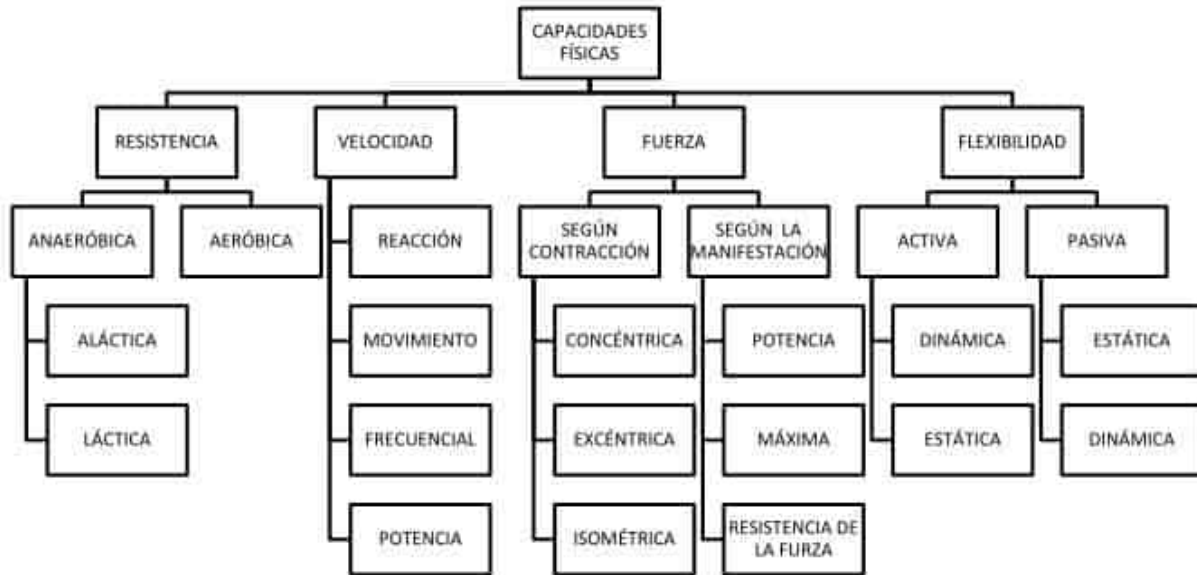 CAPACIDADES
FÍSICAS
RESISTENCIA
VELOCIDAD
FUERZA
FLEXIBILIDAD
ANAERÓBICA
AERÓBICA
REACCIÓN
SEGÚN
CONTRACCIÓN
SEGÚN LA
MANIFESTACIÓN
ACTIVA
PASIVA
ALÁCTICA
MOVIMIENTO
CONCÉNTRICA
POTENCIA
DINÁMICA
ESTÁTICA
LÁCTICA
FRECUENCIAL
EXCÉNTRICA
MÁXIMA
ESTÁTICA
DINÁMICA
POTENCIA
ISOMÉTRICA
RESISTENCIA DE
LA FURZA